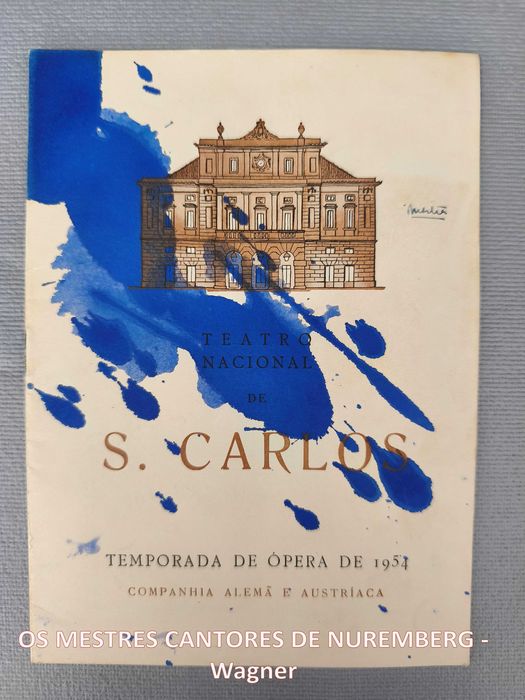 TEATRO
NACIONAL
DE
S. CARLOS
TEMPORADA DE ÓPERA DE 1954
COMPANHIA ALEMÃ E AUSTRÍACA
OS MESTRES CANTORES DE NUREMBERG -
Wagner